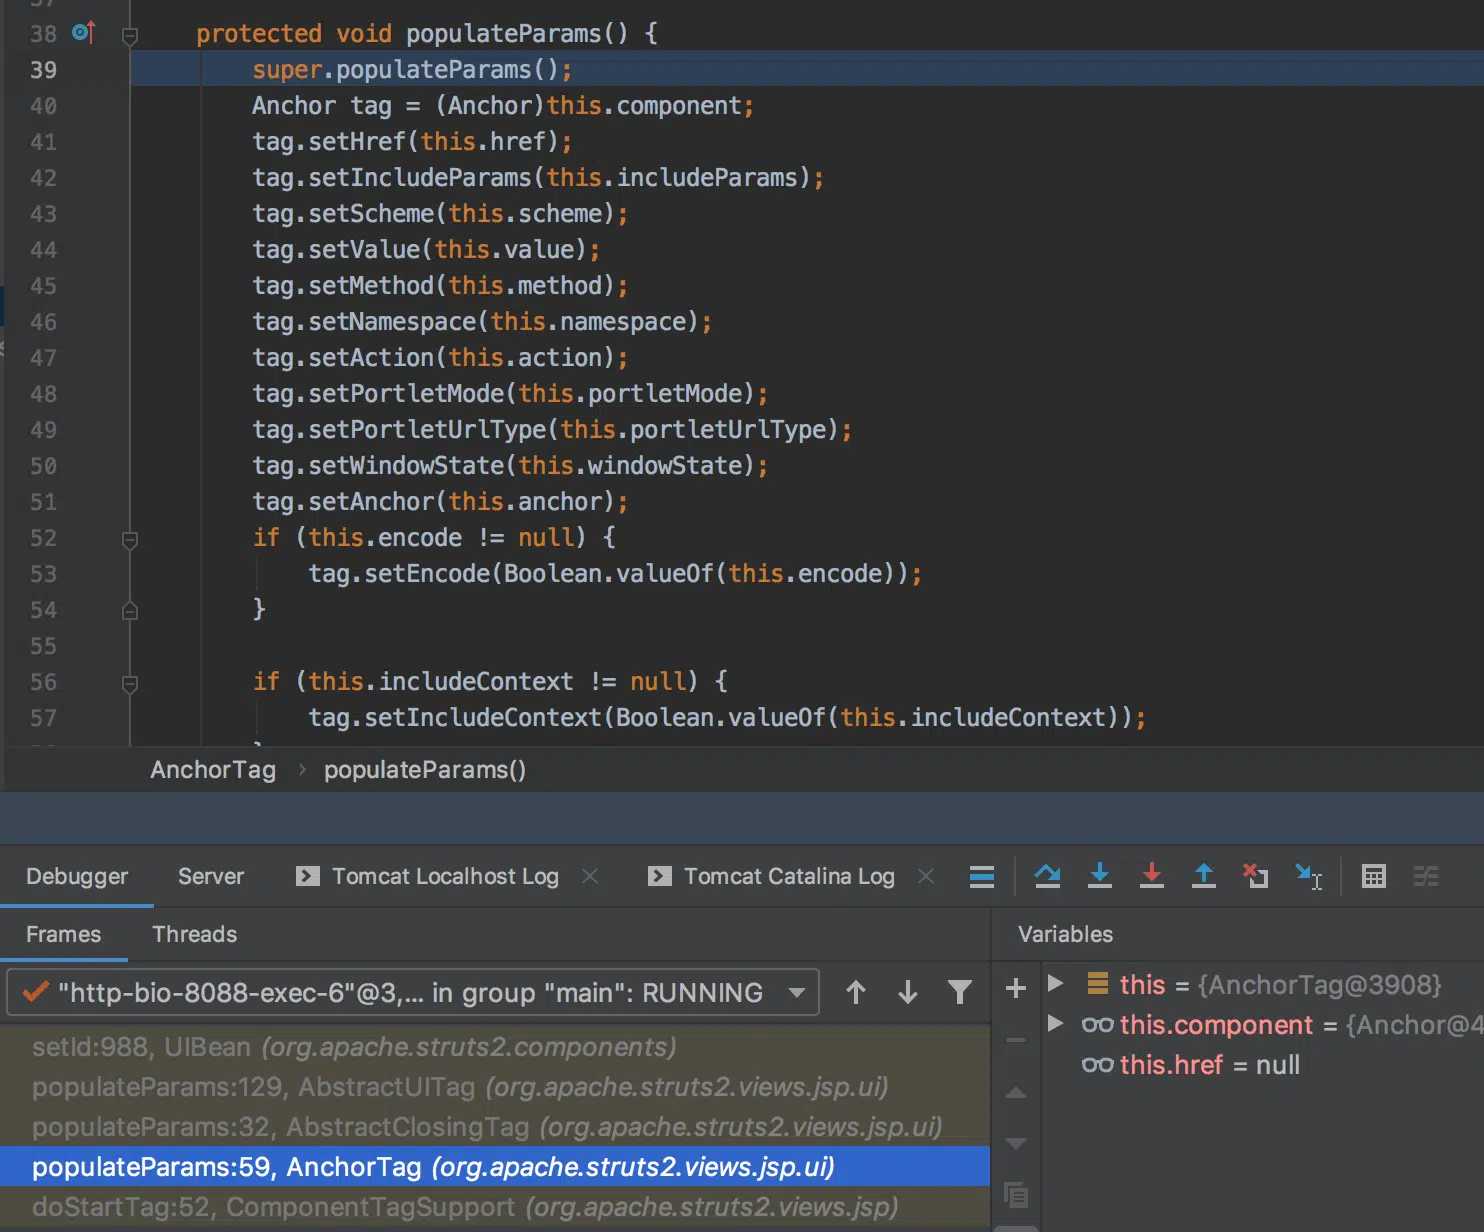 37
38 protected void populateParams() {
39 super.populateParams();
40 Anchor tag = (Anchor)this.component;
41 tag.setHref(this.href);
42 tag.setIncludeParams(this.includeParams);
43 tag.setScheme(this.scheme);
44 tag.setValue(this.value);
45 tag.setMethod(this.method);
46 tag.setNamespace(this.namespace);
47 tag.setAction(this.action);
48 tag.setPortletMode(this.portletMode);
49 tag.setPortletUrlType(this.portletUrlType);
50 tag.setWindowState(this.windowState);
51 tag.setAnchor(this.anchor);
52 if (this.encode != null) {
53 tag.setEncode(Boolean.valueOf(this.encode));
54 }
55
56 if (this.includeContext != null) {
57 tag.setIncludeContext(Boolean.valueOf(this.includeContext));
AnchorTag › populateParams()
Debugger Server Tomcat Localhost Log Tomcat Catalina Log
Frames Threads Variables
"http-bio-8088-exec-6"@3,... in group "main": RUNNING
this = {AnchorTag@3908}
this.component = {Anchor@4
this.href = null
setId:988, UIBean (org.apache.struts2.components)
populateParams:129, AbstractUITag (org.apache.struts2.views.jsp.ui)
populateParams:32, AbstractClosingTag (org.apache.struts2.views.jsp.ui)
populateParams:59, AnchorTag (org.apache.struts2.views.jsp.ui)
doStartTag:52, ComponentTagSupport (org.apache.struts2.views.jsp)